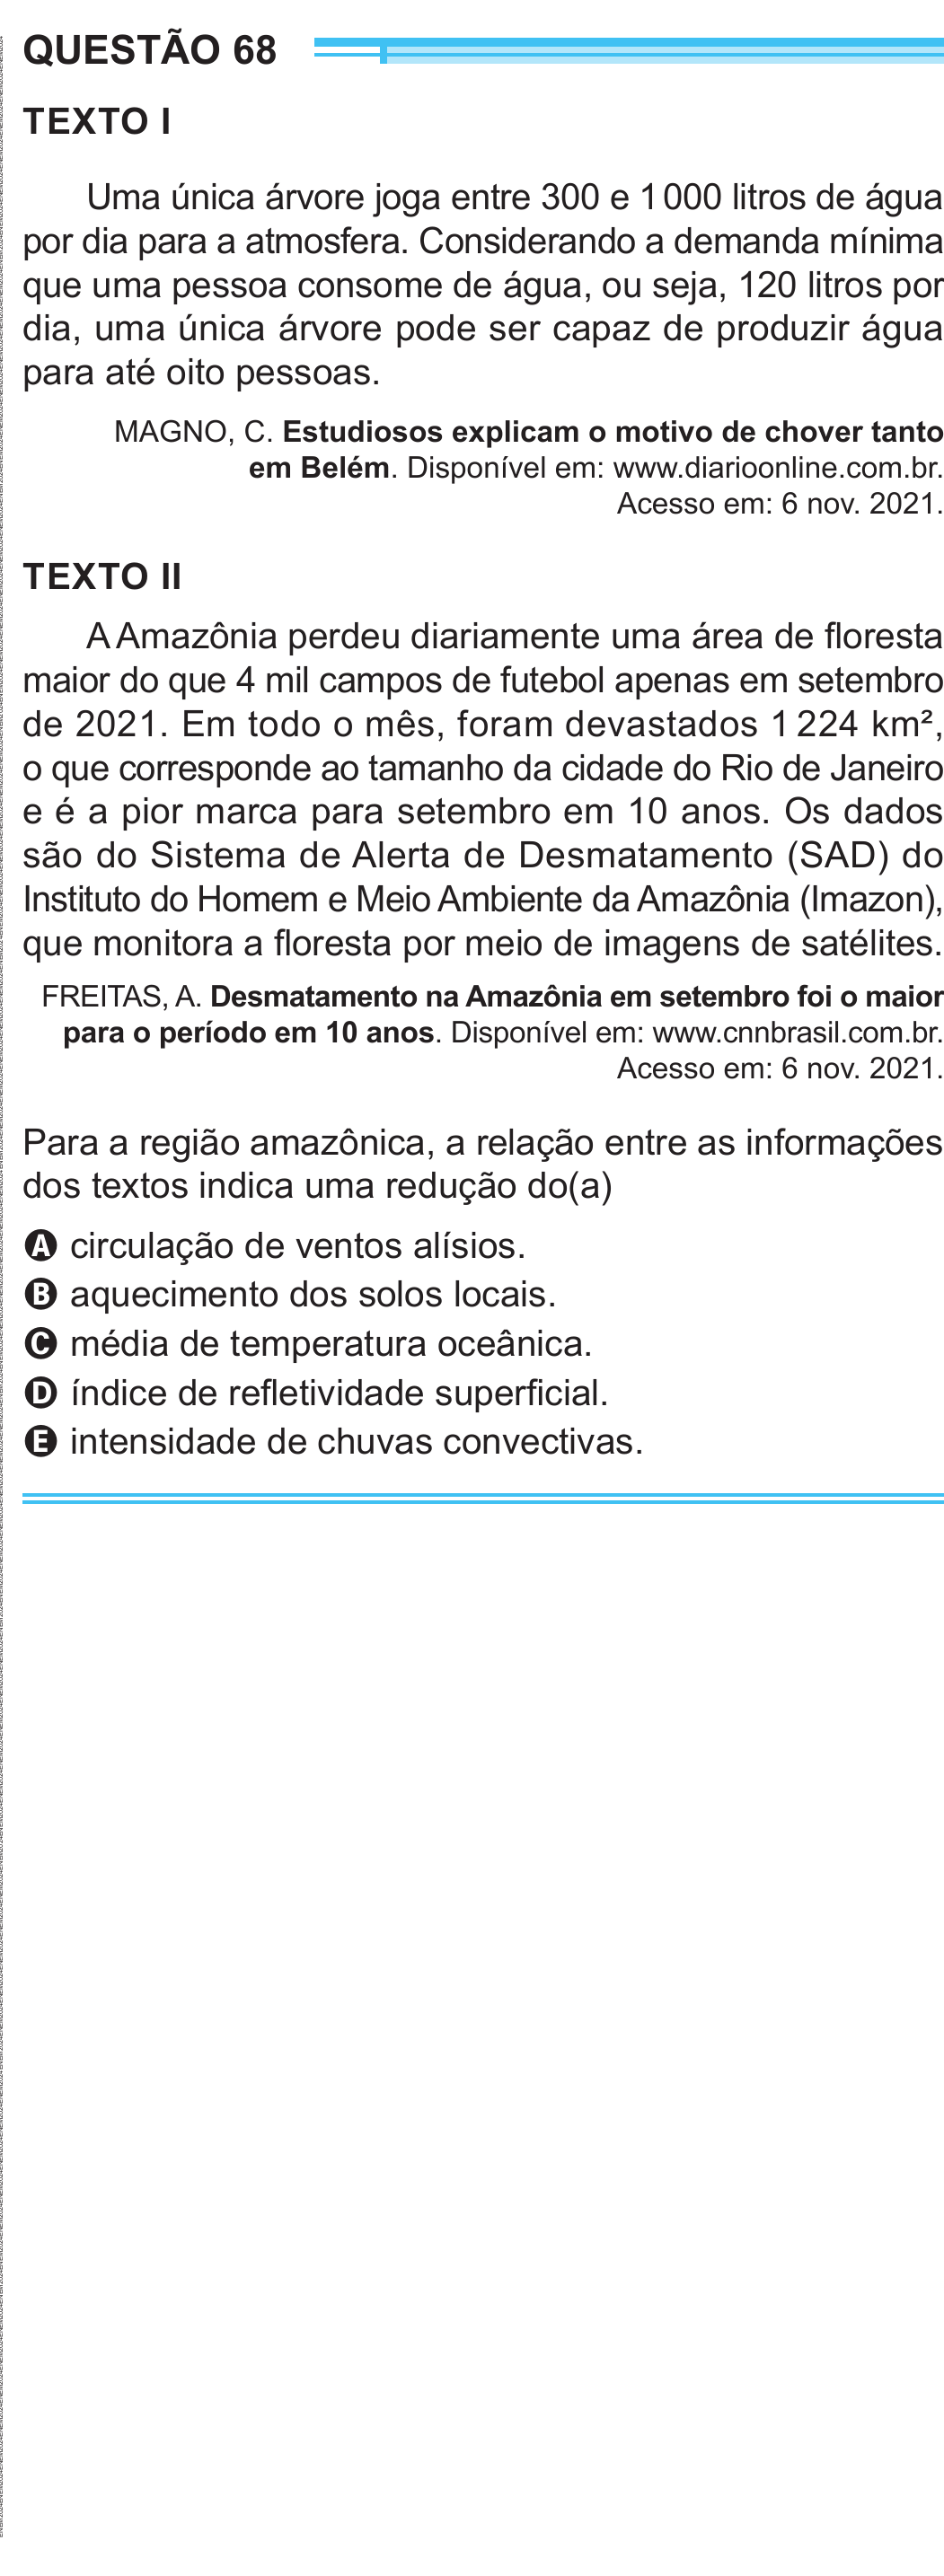 QUESTÃO 68
TEXTO I
Uma única árvore joga entre 300 e 1 000 litros de água
por dia para a atmosfera. Considerando a demanda mínima
que uma pessoa consome de água, ou seja, 120 litros por
dia, uma única árvore pode ser capaz de produzir água
para até oito pessoas.
MAGNO, C. Estudiosos explicam o motivo de chover tanto
em Belém. Disponível em: www.diarioonline.com.br.
Acesso em: 6 nov. 2021.
TEXTO II
A Amazônia perdeu diariamente uma área de floresta
maior do que 4 mil campos de futebol apenas em setembro
de 2021. Em todo o mês, foram devastados 1 224 km²,
o que corresponde ao tamanho da cidade do Rio de Janeiro
e é a pior marca para setembro em 10 anos. Os dados
são do Sistema de Alerta de Desmatamento (SAD) do
Instituto do Homem e Meio Ambiente da Amazônia (Imazon),
que monitora a floresta por meio de imagens de satélites.
FREITAS, A. Desmatamento na Amazônia em setembro foi o maior
para o período em 10 anos. Disponível em: www.cnnbrasil.com.br.
Acesso em: 6 nov. 2021.
Para a região amazônica, a relação entre as informações
dos textos indica uma redução do(a)
A circulação de ventos alísios.
B aquecimento dos solos locais.
C média de temperatura oceânica.
D índice de refletividade superficial.
E intensidade de chuvas convectivas.